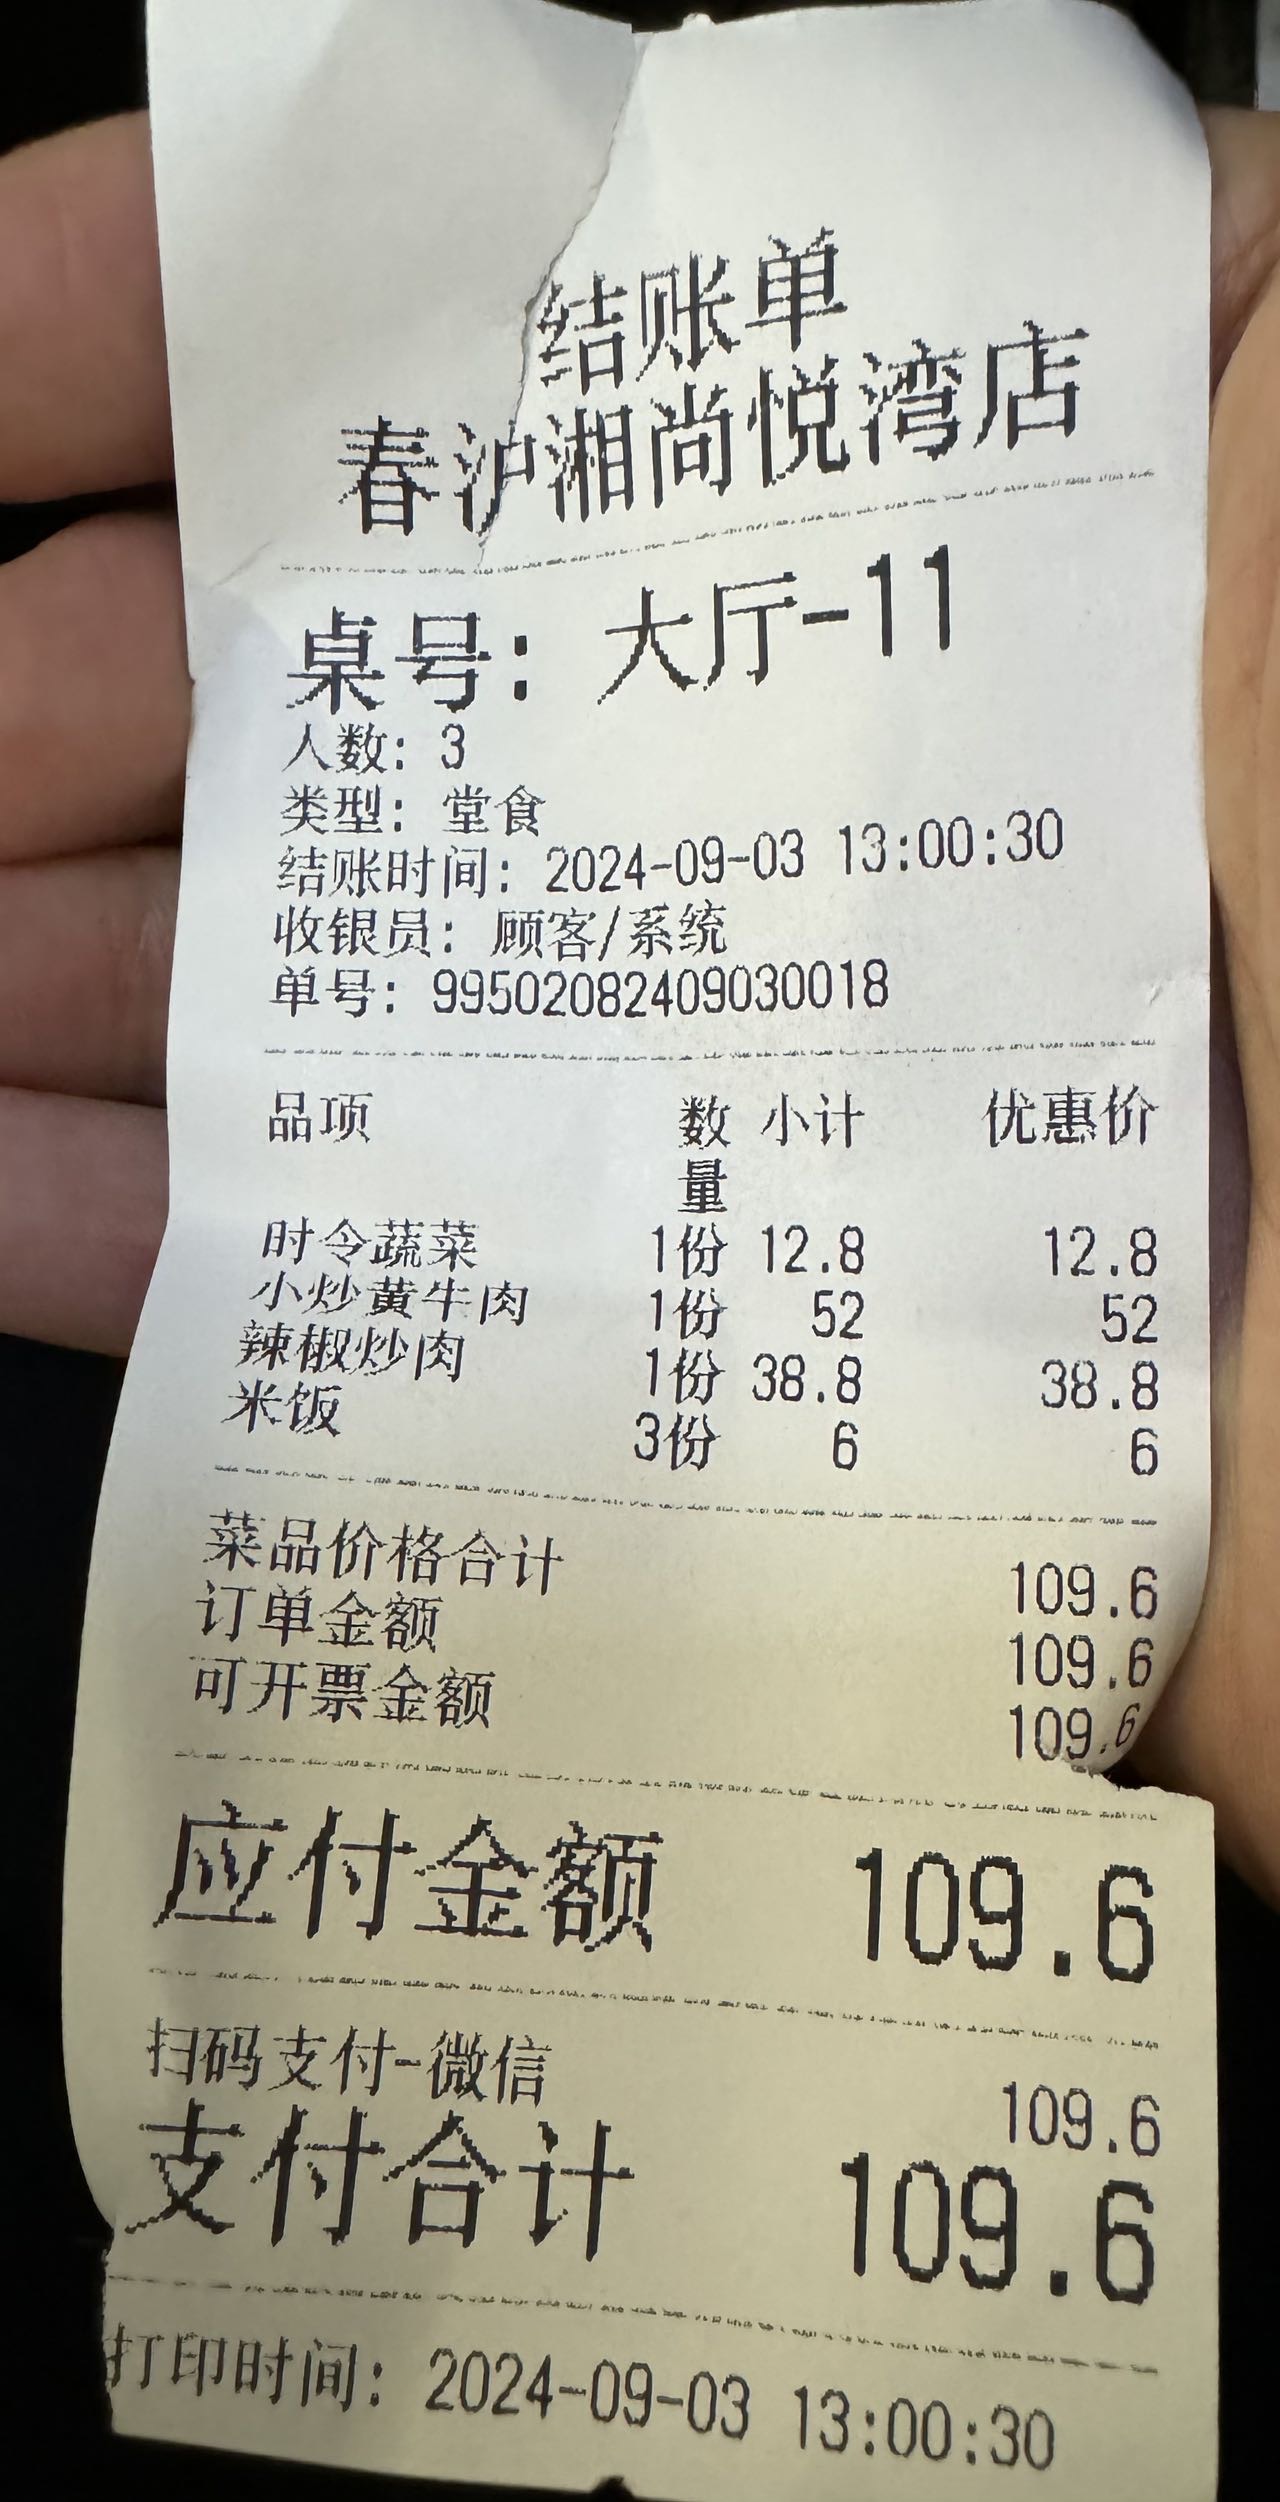 结账单
春沪湘尚悦湾店
桌号：大厅-11
人数：3
类型：堂食
结账时间：2024-09-03 13:00:30
收银员：顾客/系统
单号：99502082409030018
品项 数量 小计 优惠价
时令蔬菜 1份 12.8 12.8
小炒黄牛肉 1份 52 52
辣椒炒肉 1份 38.8 38.8
米饭 3份 6 6
菜品价格合计 109.6
订单金额 109.6
可开票金额 109.6
应付金额 109.6
扫码支付-微信 109.6
支付合计 109.6
打印时间：2024-09-03 13:00:30